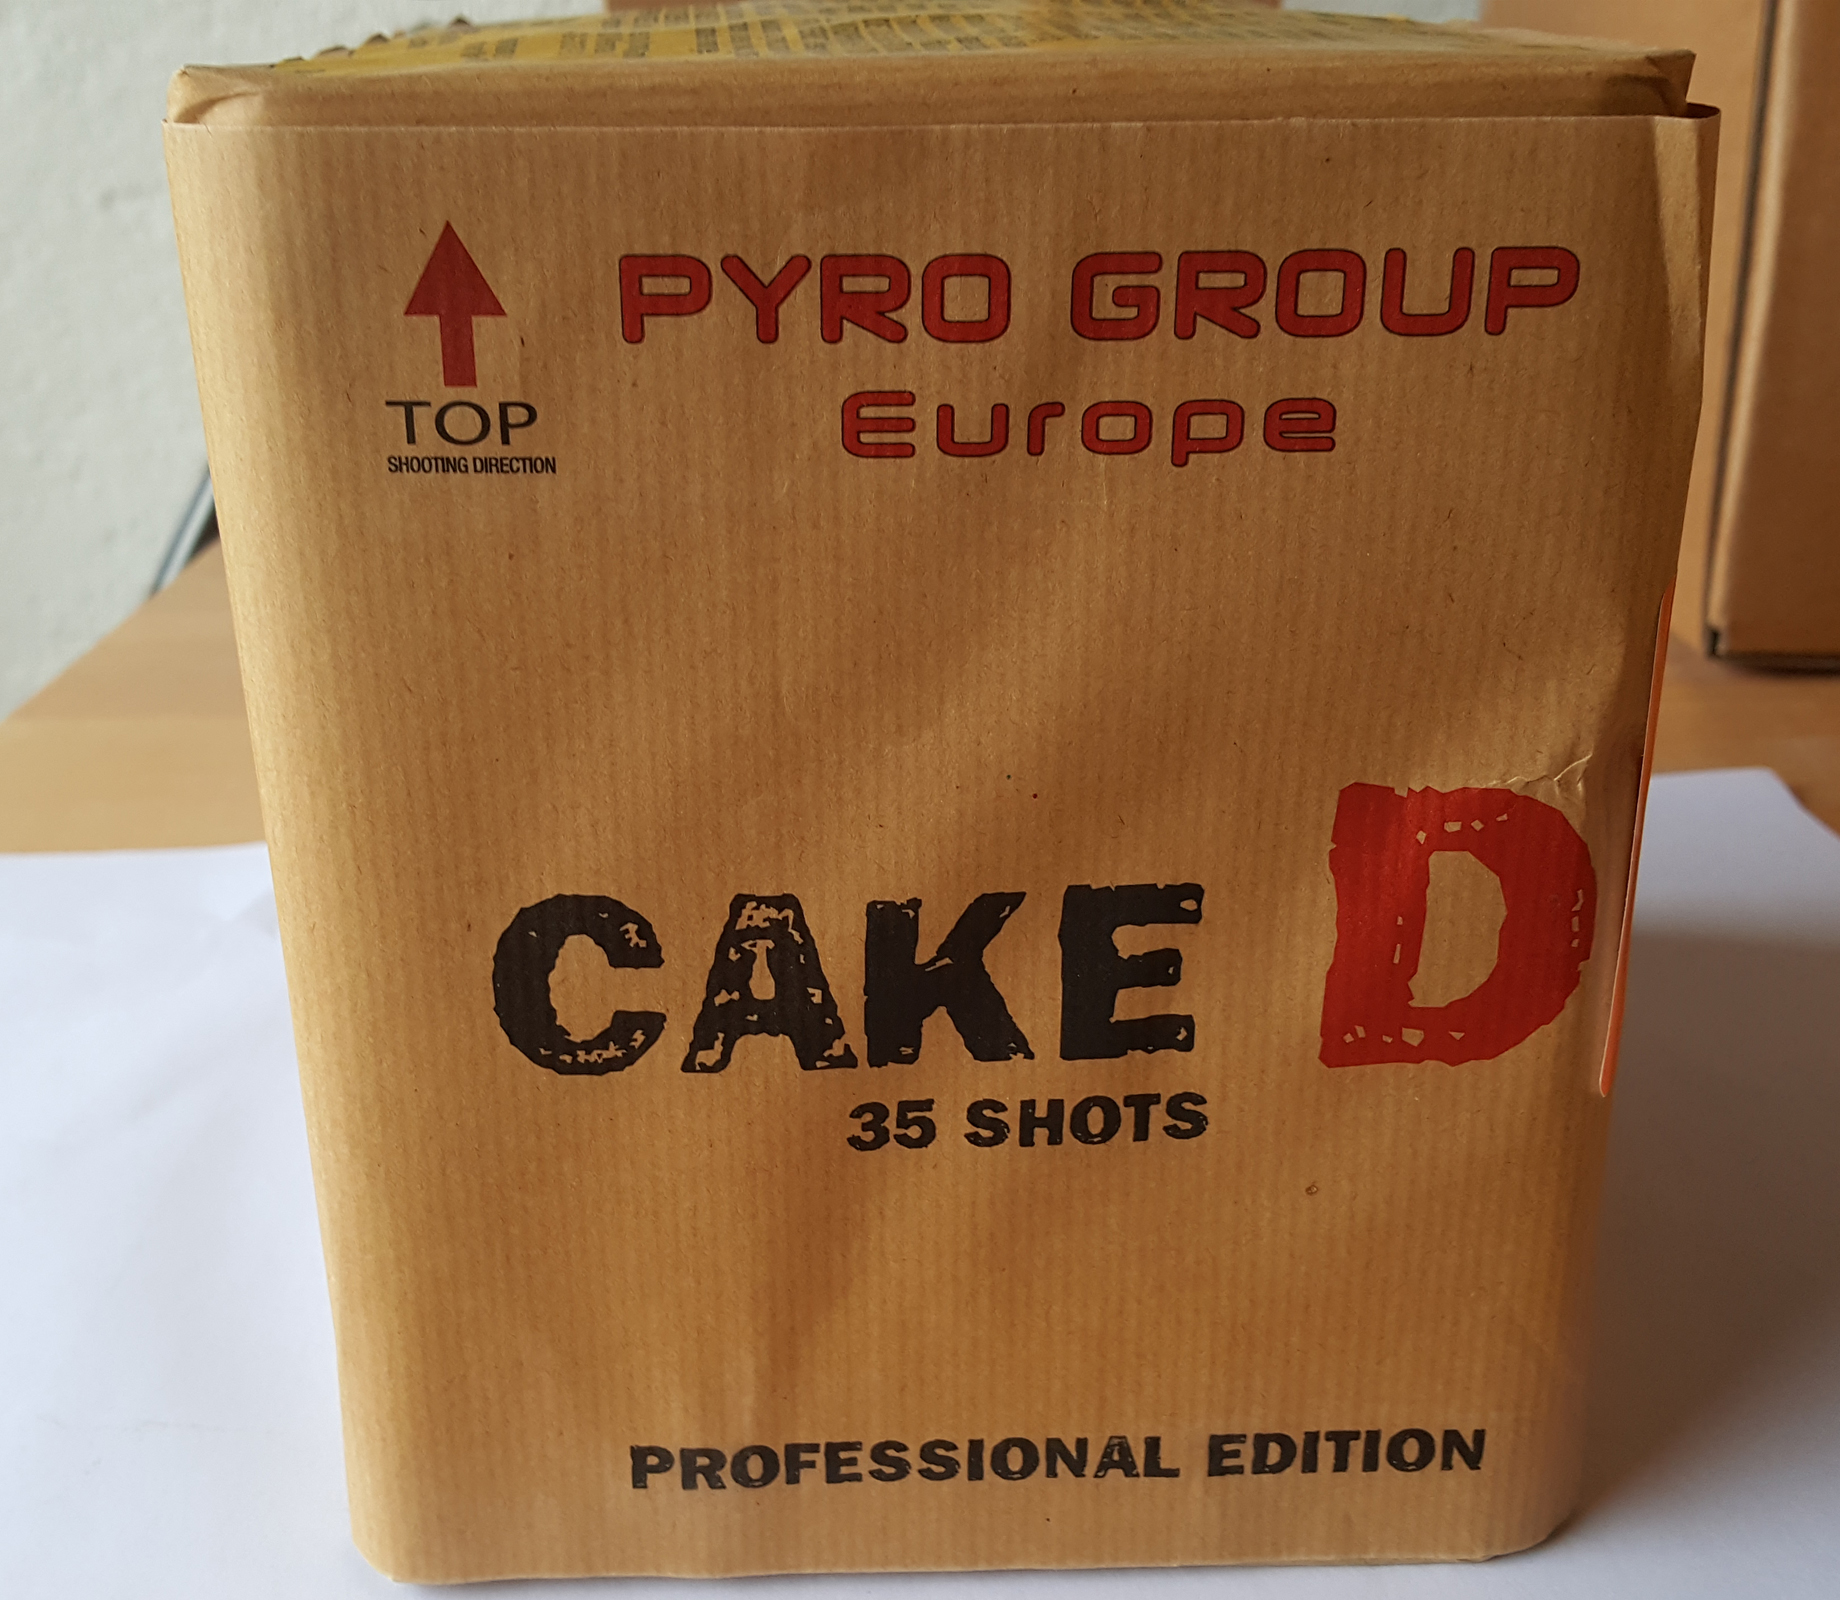 TOP
SHOOTING DIRECTION
PYRO GROUP
Europe
CAKE D
35 SHOTS
PROFESSIONAL EDITION